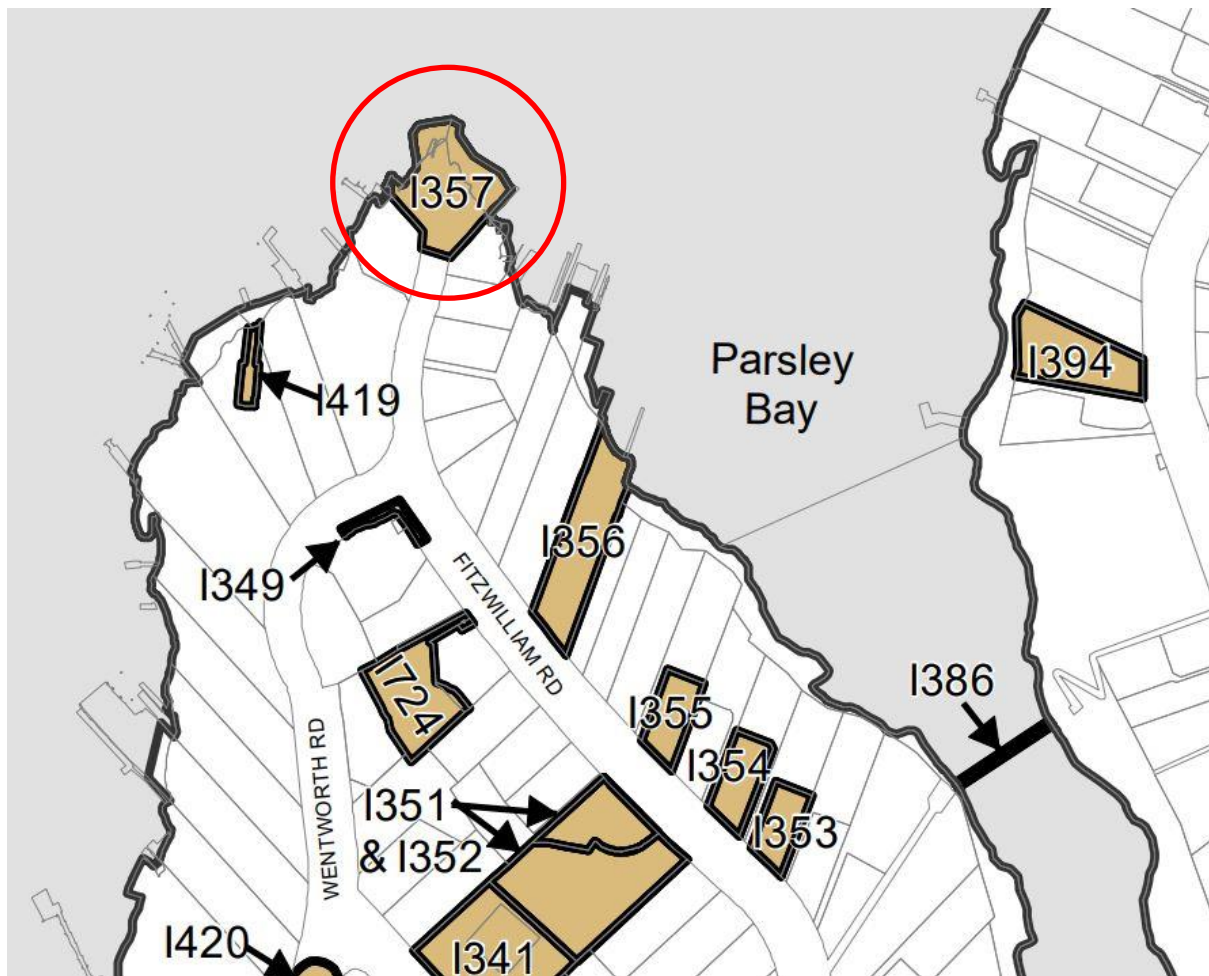 I357
Parsley
Bay
I394
I419
I356
I349
FITZWILLIAM RD
I724
I355
I386
I354
I351
& I352
I353
WENTWORTH RD
I420
I341